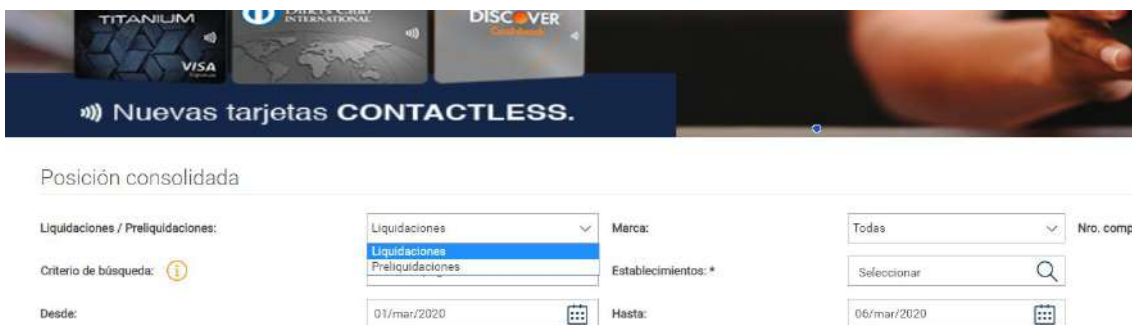 TITANIUM
VISA
INTERNATIONAL
DISCOVER
Nuevas tarjetas CONTACTLESS.
Posición consolidada
Liquidaciones / Preliquidaciones: Liquidaciones Marca: Todas Nro. comp
Liquidaciones
Preliquidaciones
Criterio de búsqueda: Establecimientos: * Seleccionar
Desde: 01/mar/2020 Hasta: 06/mar/2020